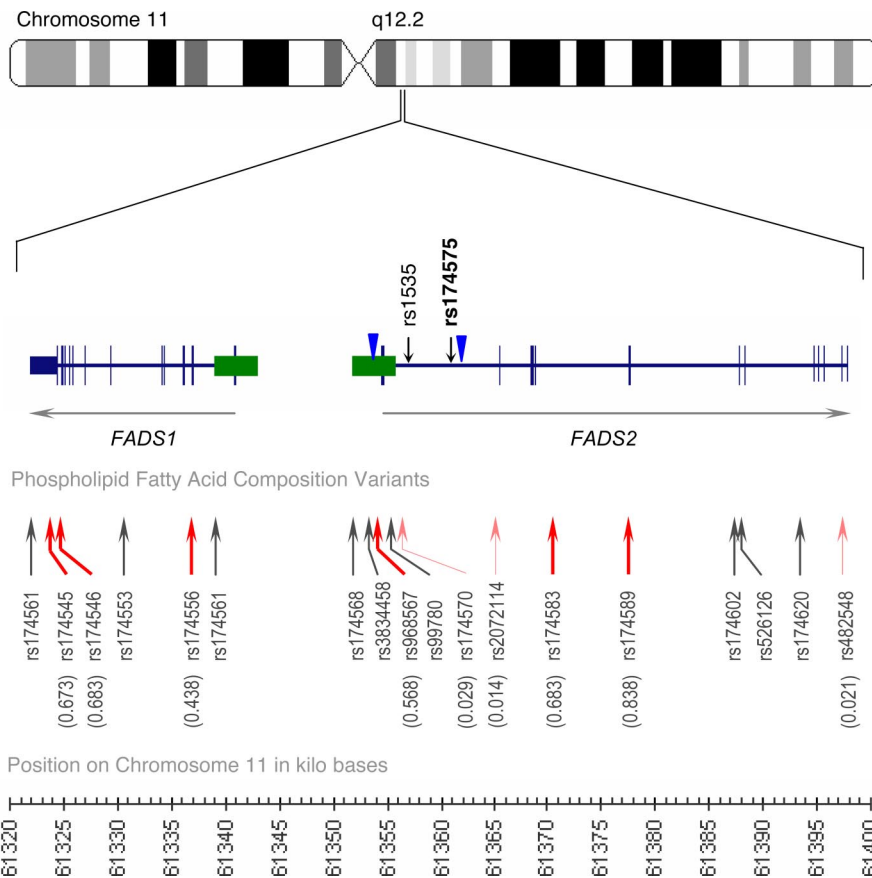 Chromosome 11
q12.2
rs1535
rs174575
FADS1
FADS2
Phospholipid Fatty Acid Composition Variants
rs174561
rs174545 (0.673)
rs174546 (0.683)
rs174553
rs174556 (0.438)
rs174561
rs174568
rs3834458
rs968567 (0.568)
rs99780
rs174570 (0.029)
rs2072114 (0.014)
rs174583 (0.683)
rs174589 (0.838)
rs174602
rs526126
rs174620
rs482548 (0.021)
Position on Chromosome 11 in kilo bases
61320
61325
61330
61335
61340
61345
61350
61355
61360
61365
61370
61375
61380
61385
61390
61395
61400